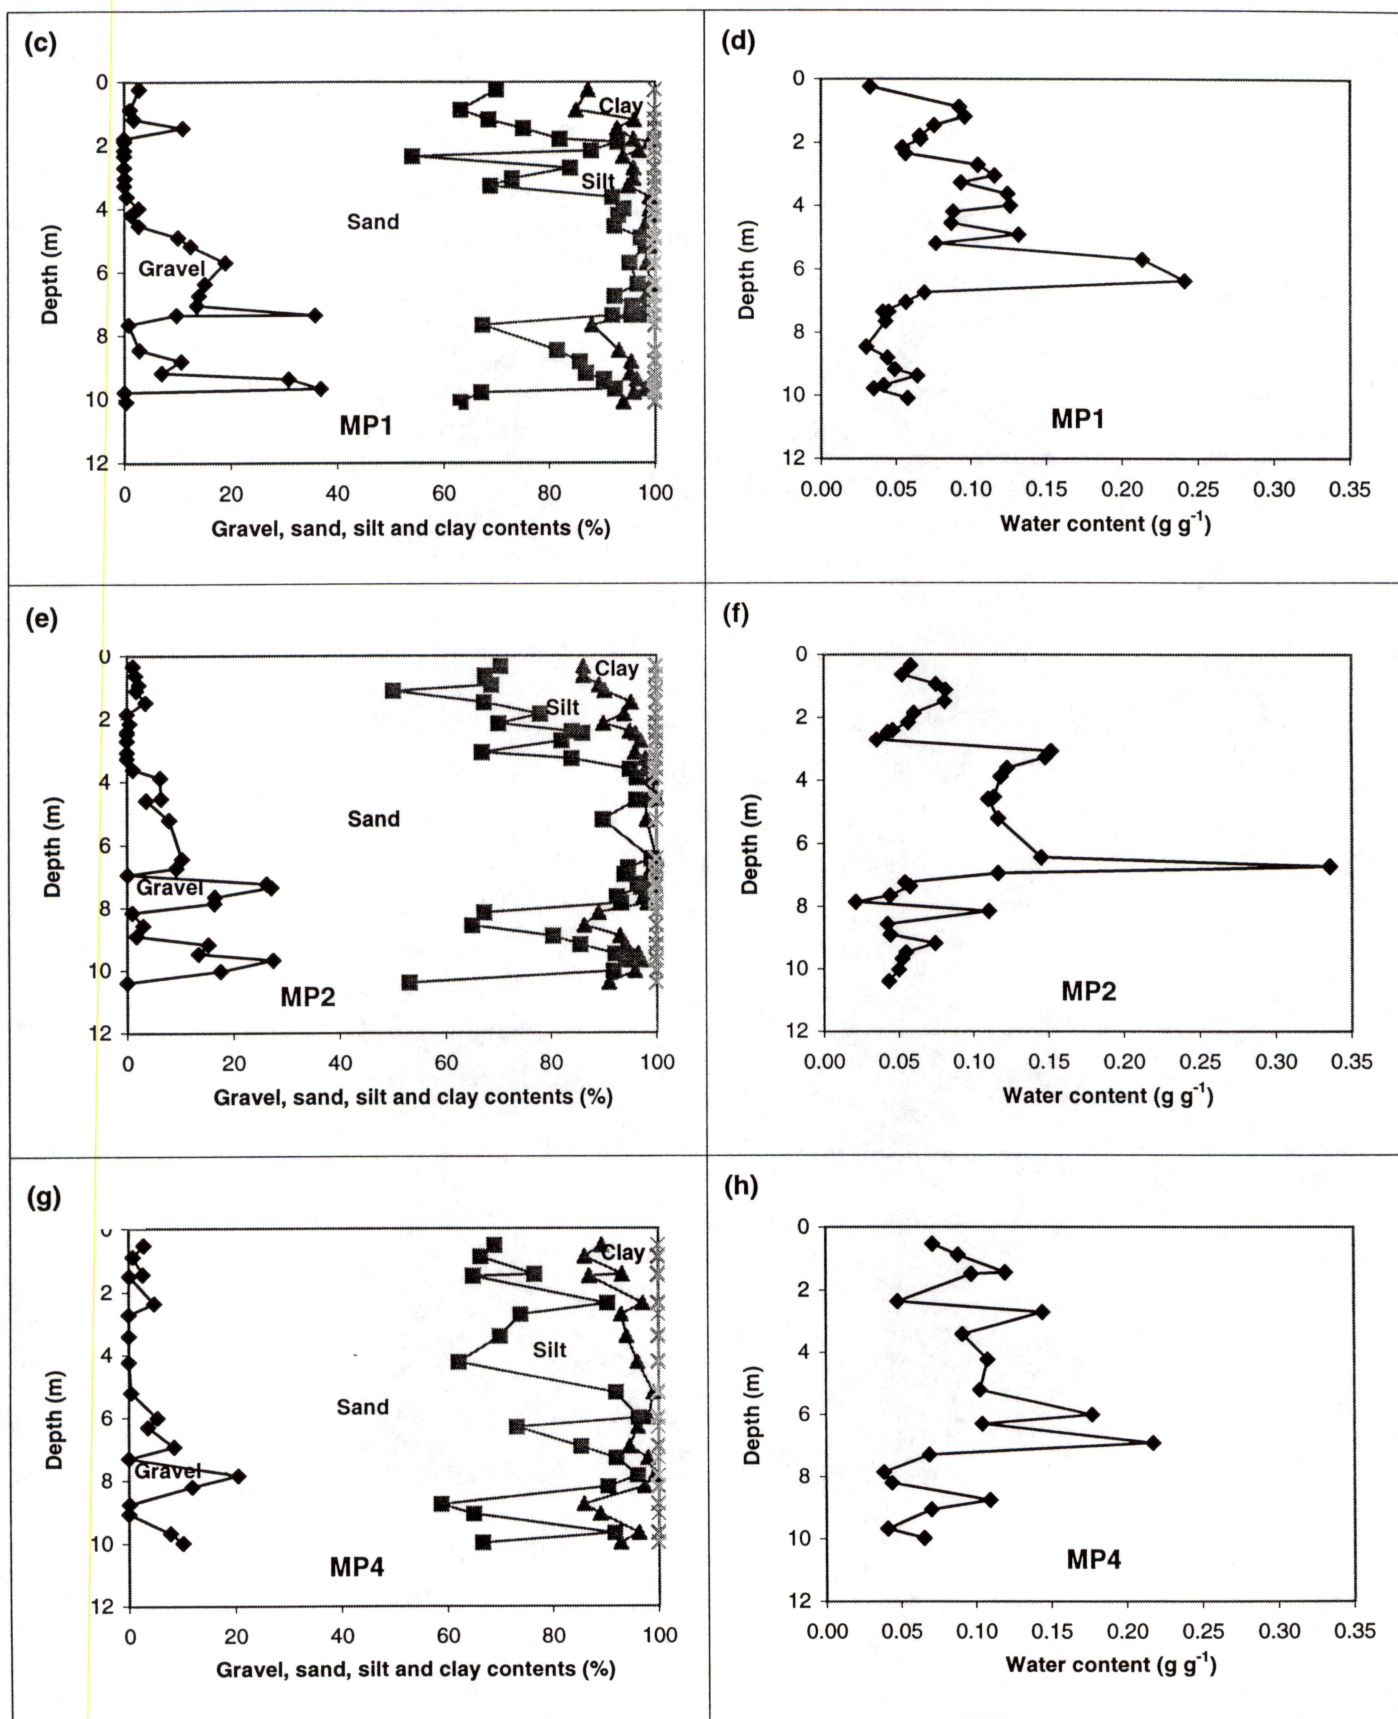 (c)
0
2
4
6
8
10
12
Depth (m)
Clay
Silt
Sand
Gravel
MP1
0 20 40 60 80 100
Gravel, sand, silt and clay contents (%)
(d)
0
2
4
6
8
10
12
Depth (m)
MP1
0.00 0.05 0.10 0.15 0.20 0.25 0.30 0.35
Water content (g g⁻¹)
(e)
0
2
4
6
8
10
12
Depth (m)
Clay
Silt
Sand
Gravel
MP2
0 20 40 60 80 100
Gravel, sand, silt and clay contents (%)
(f)
0
2
4
6
8
10
12
Depth (m)
MP2
0.00 0.05 0.10 0.15 0.20 0.25 0.30 0.35
Water content (g g⁻¹)
(g)
0
2
4
6
8
10
12
Depth (m)
Clay
Silt
Sand
Gravel
MP4
0 20 40 60 80 100
Gravel, sand, silt and clay contents (%)
(h)
0
2
4
6
8
10
12
Depth (m)
MP4
0.00 0.05 0.10 0.15 0.20 0.25 0.30 0.35
Water content (g g⁻¹)